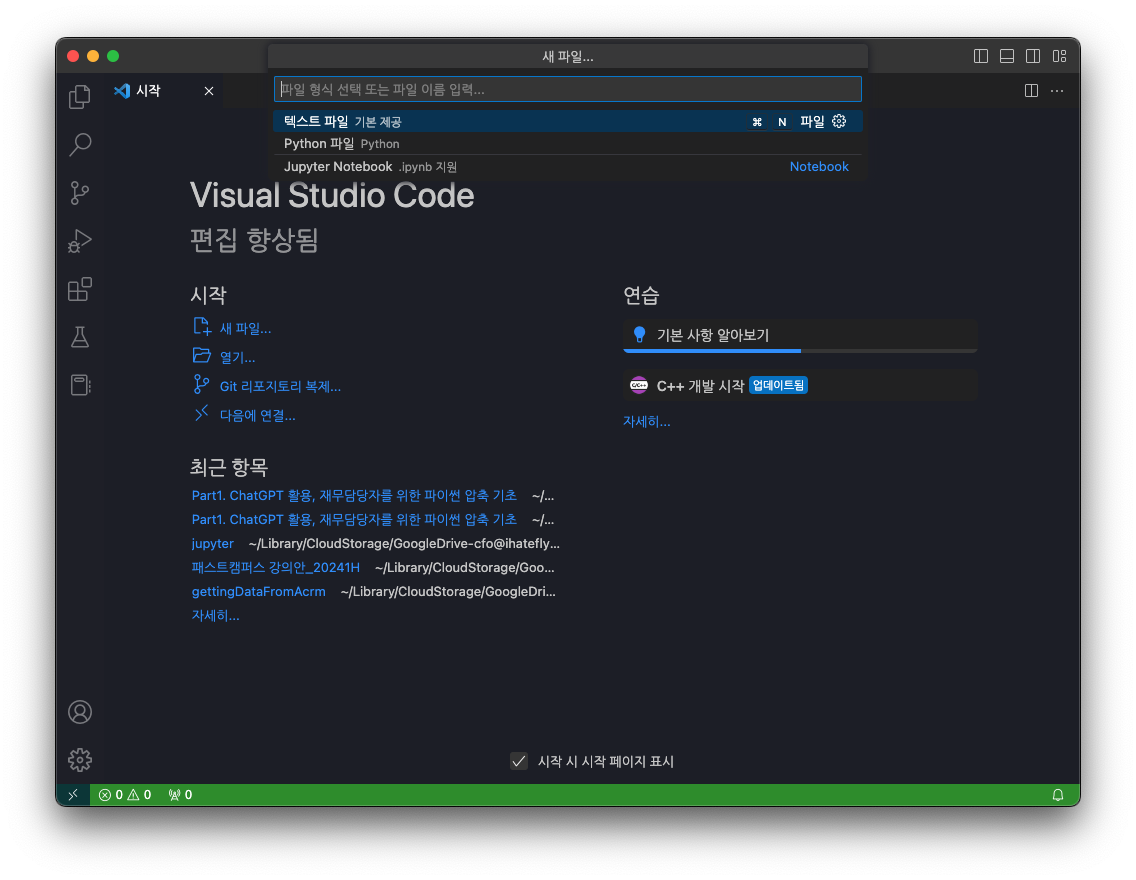 새 파일...
시작
파일 형식 선택 또는 파일 이름 입력...
텍스트 파일 기본 제공 ⌘ N 파일
Python 파일 Python
Jupyter Notebook .ipynb 지원 Notebook
Visual Studio Code
편집 향상됨
시작
새 파일...
열기...
Git 리포지토리 복제...
다음에 연결...
최근 항목
Part1. ChatGPT 활용, 재무담당자를 위한 파이썬 압축 기초 ~/...
Part1. ChatGPT 활용, 재무담당자를 위한 파이썬 압축 기초 ~/...
jupyter ~/Library/CloudStorage/GoogleDrive-cfo@ihatefly...
패스트캠퍼스 강의안_20241H ~/Library/CloudStorage/Goo...
gettingDataFromAcrm ~/Library/CloudStorage/GoogleDri...
자세히...
연습
기본 사항 알아보기
C/C++ C++ 개발 시작 업데이트됨
자세히...
시작 시 시작 페이지 표시
0 0 0